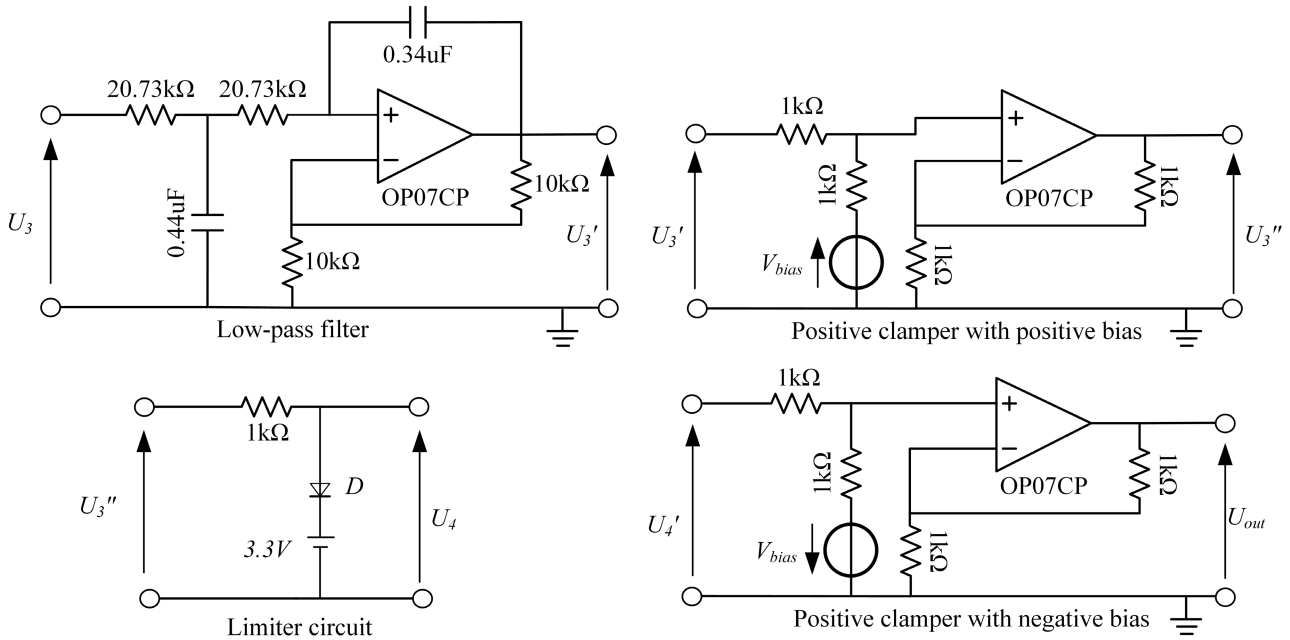 0.34uF
20.73kΩ 20.73kΩ
+
−
OP07CP
10kΩ
0.44uF
10kΩ
U3
U3'
Low-pass filter
1kΩ
+
−
OP07CP
1kΩ
1kΩ
1kΩ
Vbias
U3'
U3''
Positive clamper with positive bias
1kΩ
D
3.3V
U3''
U4
Limiter circuit
1kΩ
+
−
OP07CP
1kΩ
1kΩ
1kΩ
Vbias
U4'
Uout
Positive clamper with negative bias